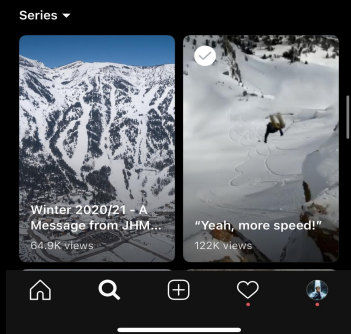 Series
Winter 2020/21 - A
Message from JHM...
64.9K views
“Yeah, more speed!”
122K views